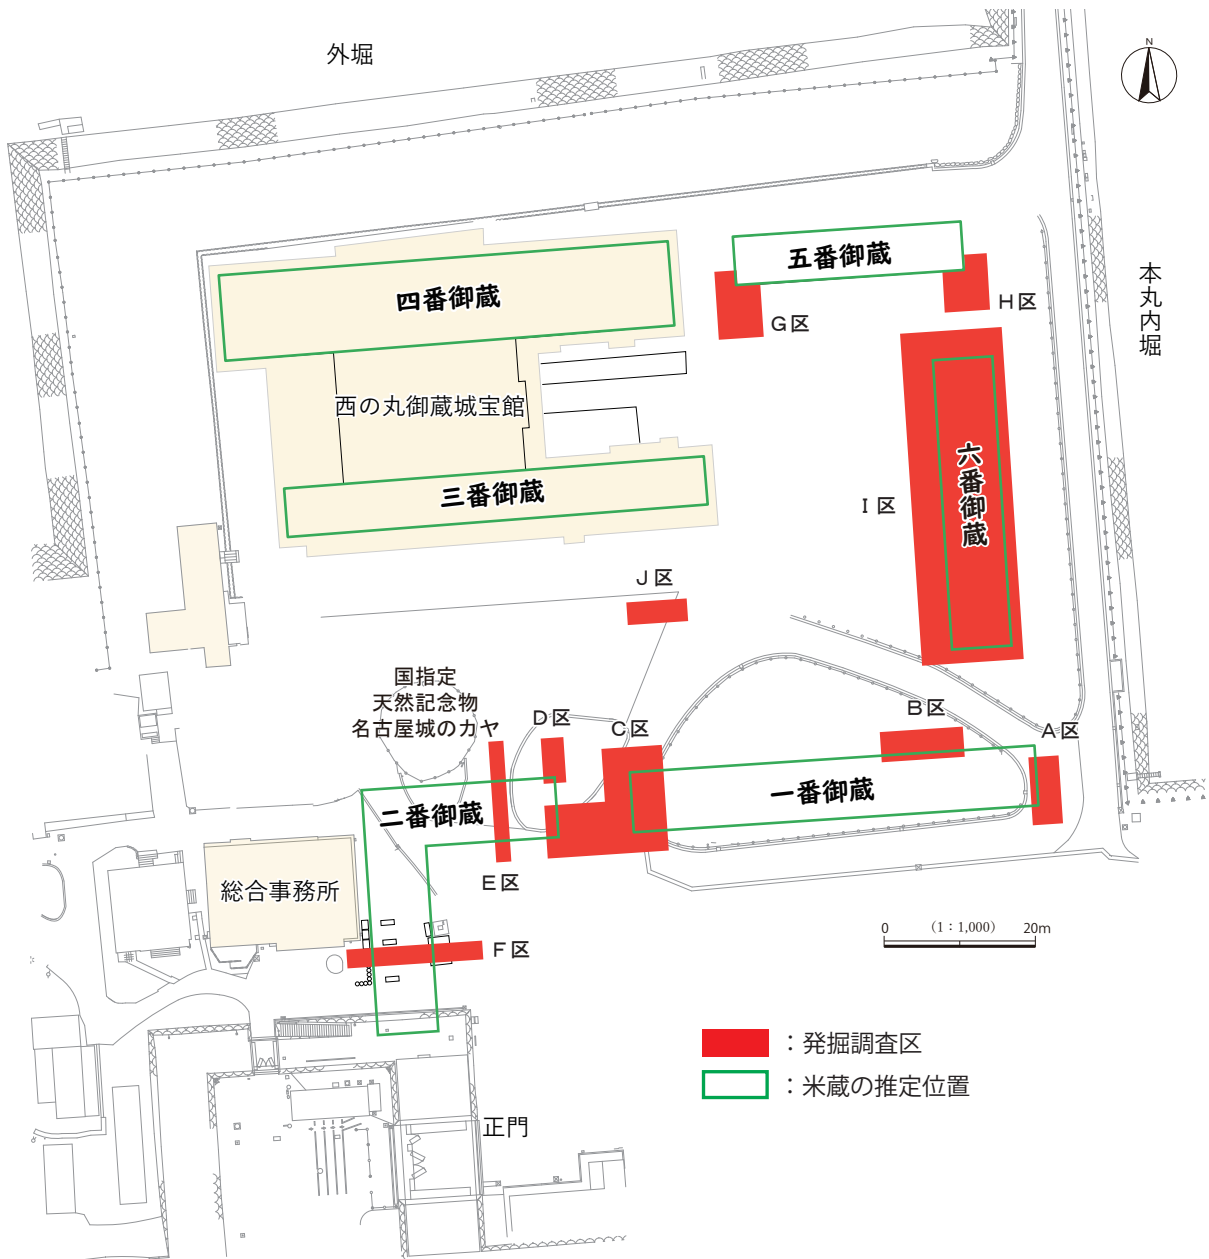 外堀
N
本丸内堀
五番御蔵
四番御蔵
H区
G区
西の丸御蔵城宝館
六番御蔵
三番御蔵
I区
J区
国指定
天然記念物
名古屋城のカヤ
D区
C区
B区
A区
一番御蔵
二番御蔵
E区
総合事務所
F区
0 (1:1,000) 20m
:発掘調査区
:米蔵の推定位置
正門